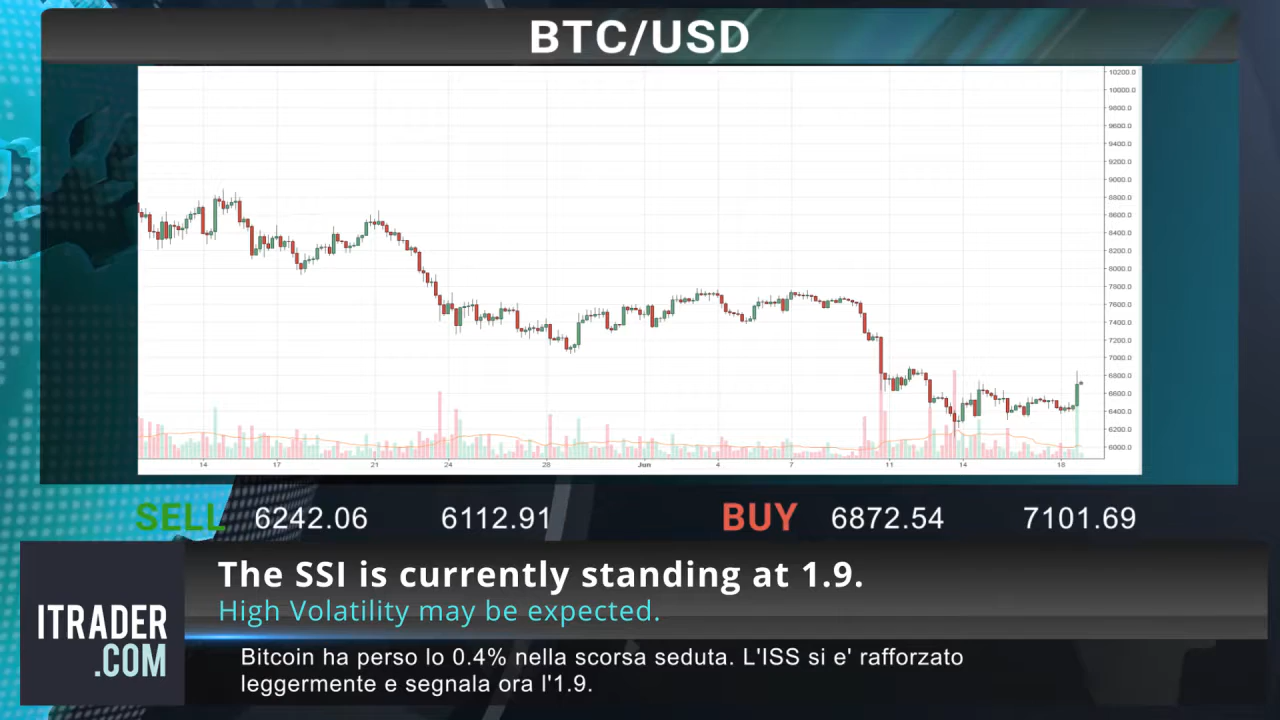 BTC/USD
10200.0
10000.0
9800.0
9600.0
9400.0
9200.0
9000.0
8800.0
8600.0
8400.0
8200.0
8000.0
7800.0
7600.0
7400.0
7200.0
7000.0
6800.0
6600.0
6400.0
6200.0
6000.0
14 17 21 24 28 Jun 4 7 11 14 18
SELL 6242.06 6112.91 BUY 6872.54 7101.69
The SSI is currently standing at 1.9.
High Volatility may be expected.
ITRADER
.COM
Bitcoin ha perso lo 0.4% nella scorsa seduta. L'ISS si e' rafforzato
leggermente e segnala ora l'1.9.